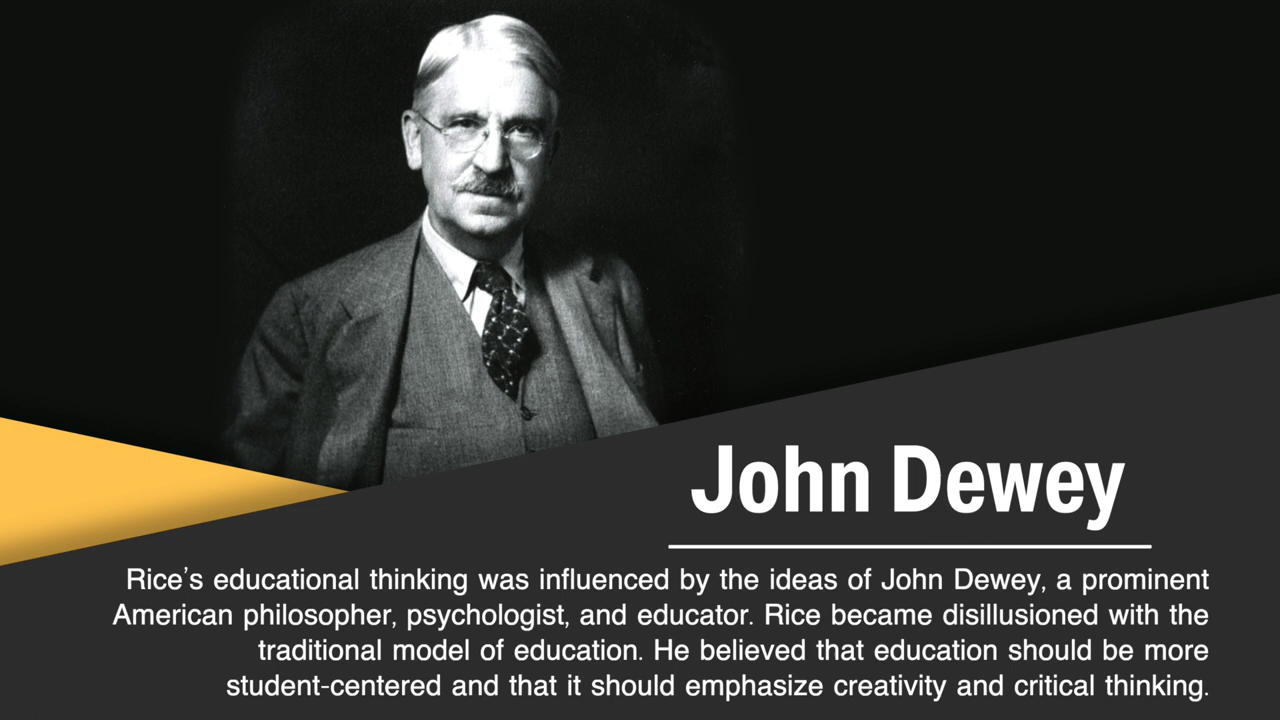 John Dewey
Rice’s educational thinking was influenced by the ideas of John Dewey, a prominent
American philosopher, psychologist, and educator. Rice became disillusioned with the
traditional model of education. He believed that education should be more
student-centered and that it should emphasize creativity and critical thinking.